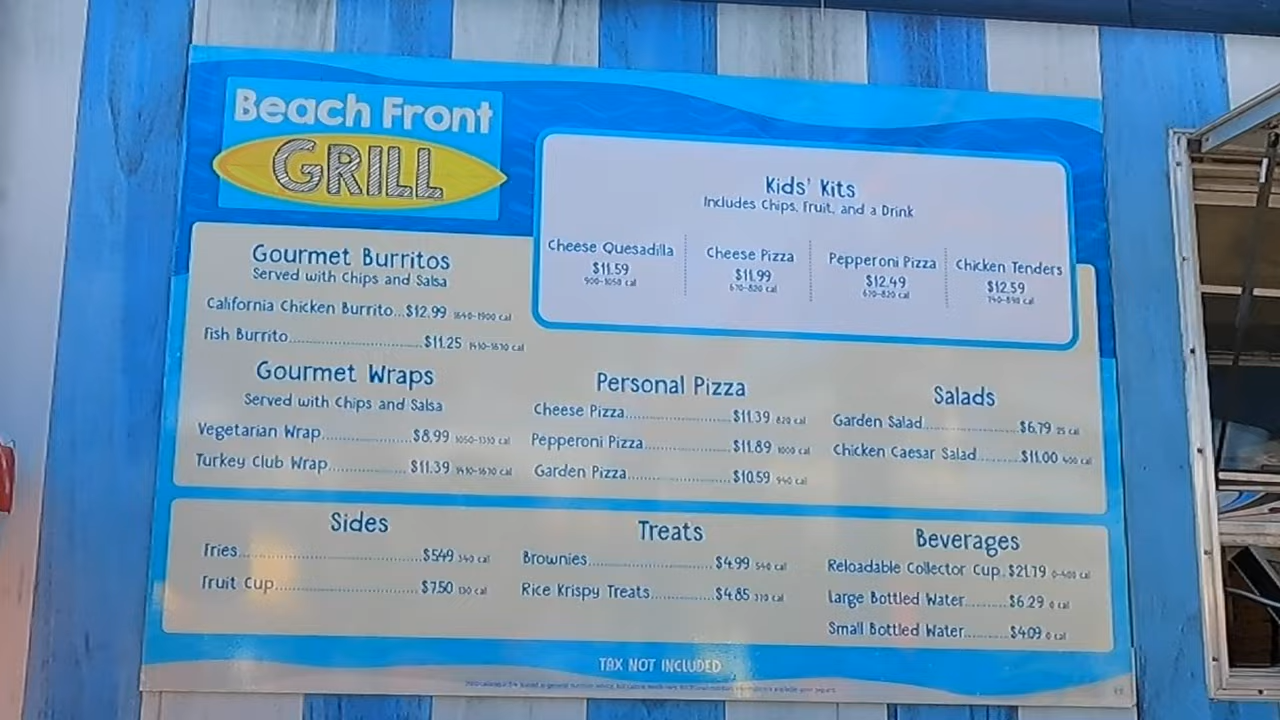 Beach Front
GRILL
Kids' Kits
Includes Chips, Fruit, and a Drink
Cheese Quesadilla
$11.59
900-1050 cal
Cheese Pizza
$11.99
670-820 cal
Pepperoni Pizza
$12.49
670-820 cal
Chicken Tenders
$12.59
740-890 cal
Gourmet Burritos
Served with Chips and Salsa
California Chicken Burrito...$12.99 1640-1900 cal
Fish Burrito..............................$11.25 1410-1670 cal
Gourmet Wraps
Served with Chips and Salsa
Vegetarian Wrap....................$8.99 1050-1310 cal
Turkey Club Wrap.................$11.39 1410-1670 cal
Personal Pizza
Cheese Pizza........................$11.39 820 cal
Pepperoni Pizza....................$11.89 1000 cal
Garden Pizza.......................$10.59 940 cal
Salads
Garden Salad.........................$6.79 25 cal
Chicken Caesar Salad..........$11.00 400 cal
Sides
Fries.......................................$5.49 340 cal
Fruit Cup...............................$7.50 130 cal
Treats
Brownies...........................$4.99 540 cal
Rice Krispy Treats.............$4.85 310 cal
Beverages
Reloadable Collector Cup.$21.79 0-400 cal
Large Bottled Water..........$6.29 0 cal
Small Bottled Water..........$4.09 0 cal
TAX NOT INCLUDED